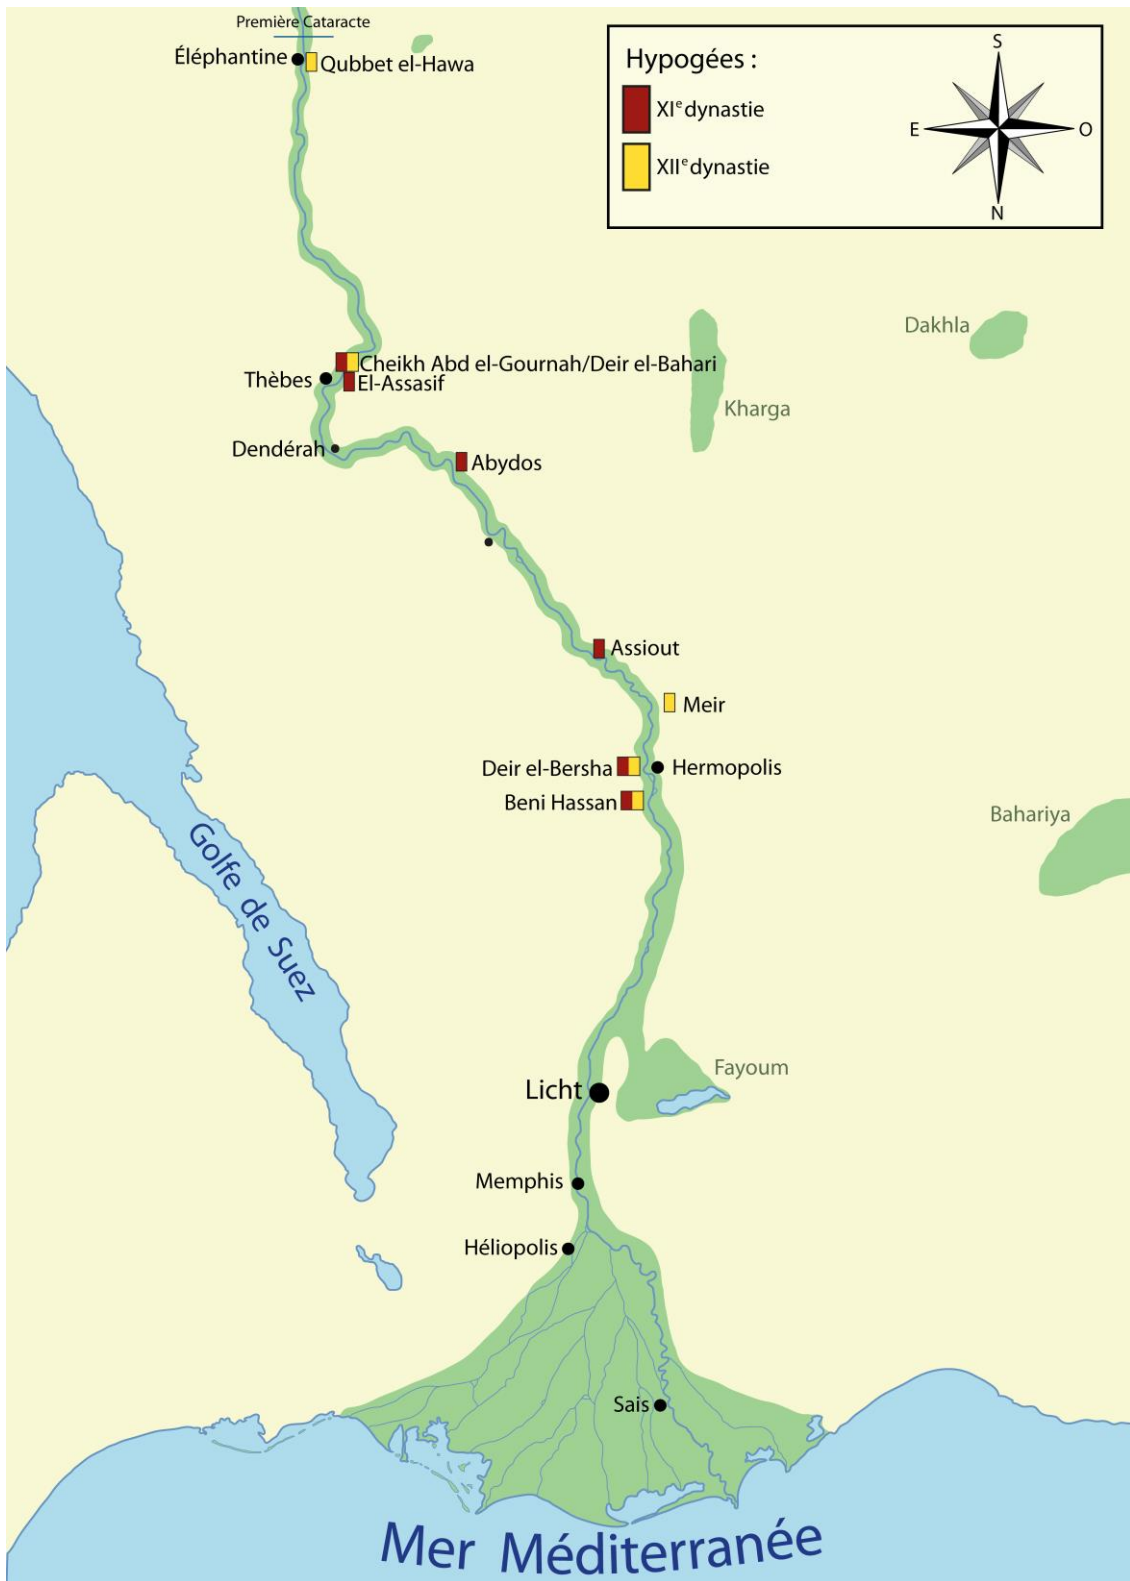 Première Cataracte
Éléphantine
Qubbet el-Hawa
Hypogées :
XIe dynastie
XIIe dynastie
S
E
O
N
Dakhla
Kharga
Cheikh Abd el-Gournah/Deir el-Bahari
Thèbes
El-Assasif
Dendérah
Abydos
Assiout
Meir
Deir el-Bersha
Hermopolis
Beni Hassan
Bahariya
Golfe de Suez
Fayoum
Licht
Memphis
Héliopolis
Sais
Mer Méditerranée